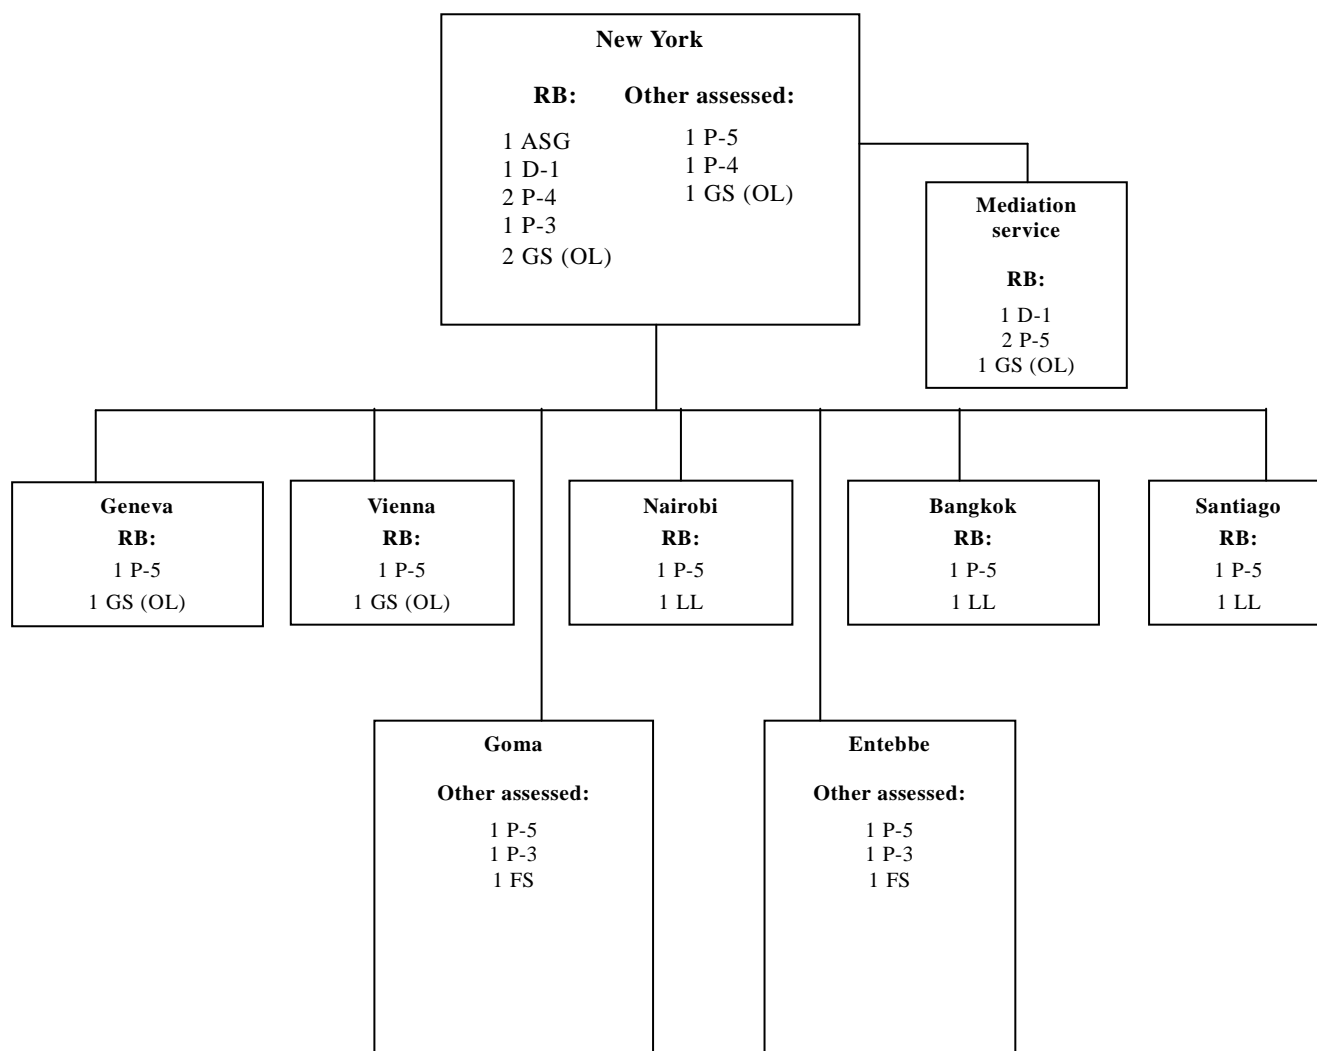 New York
RB: Other assessed:
1 ASG
1 D-1
2 P-4
1 P-3
2 GS (OL)
1 P-5
1 P-4
1 GS (OL)
Mediation
service
RB:
1 D-1
2 P-5
1 GS (OL)
Geneva
RB:
1 P-5
1 GS (OL)
Vienna
RB:
1 P-5
1 GS (OL)
Nairobi
RB:
1 P-5
1 LL
Bangkok
RB:
1 P-5
1 LL
Santiago
RB:
1 P-5
1 LL
Goma
Other assessed:
1 P-5
1 P-3
1 FS
Entebbe
Other assessed:
1 P-5
1 P-3
1 FS